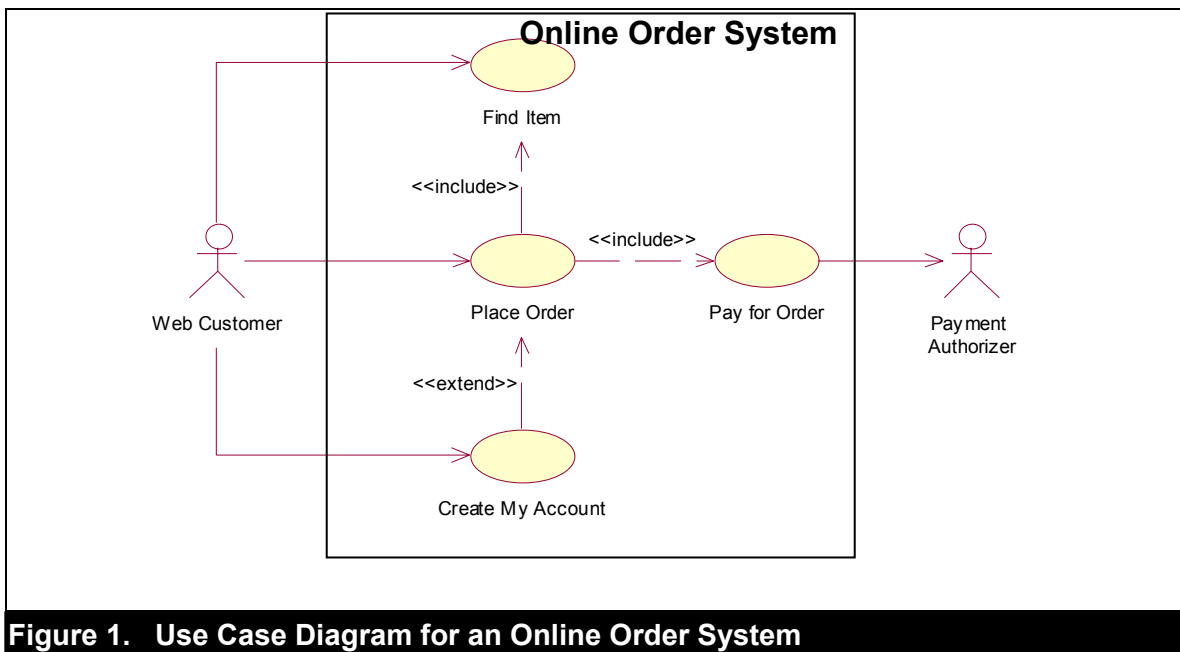 Online Order System
Find Item
<<include>>
<<include>>
Web Customer
Place Order
Pay for Order
Payment
Authorizer
<<extend>>
Create My Account
Figure 1. Use Case Diagram for an Online Order System